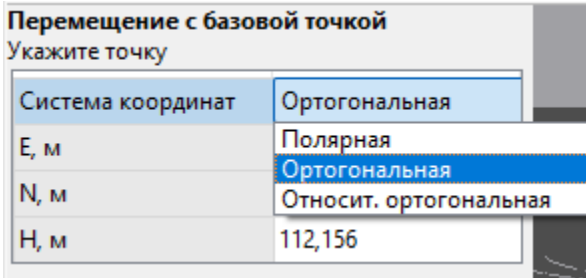 Перемещение с базовой точкой
Укажите точку
Система координат Ортогональная
E, м Полярная
Ортогональная
N, м Относит. ортогональная
H, м 112,156